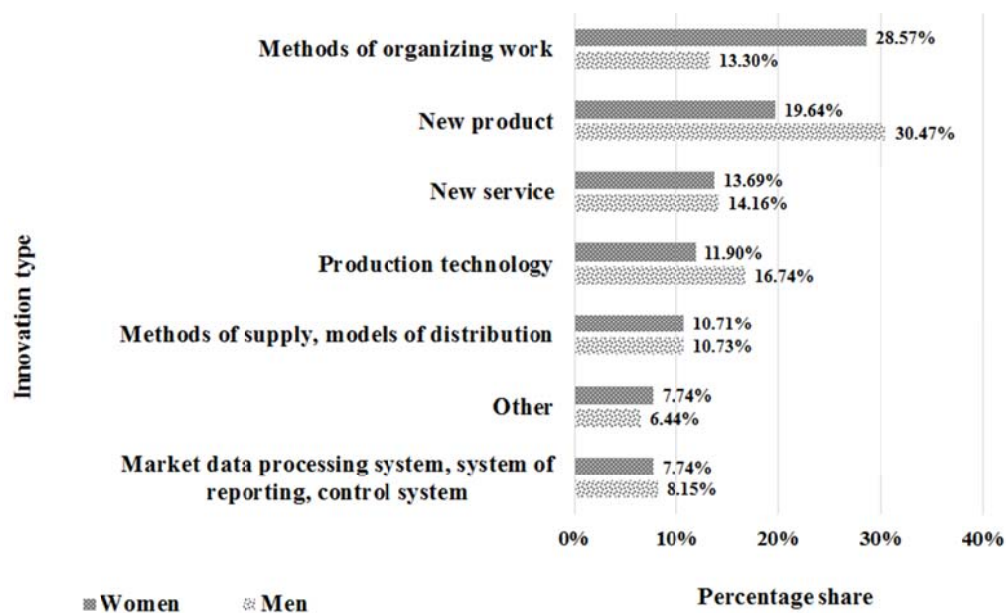 Innovation type
Methods of organizing work
28.57%
13.30%
New product
19.64%
30.47%
New service
13.69%
14.16%
Production technology
11.90%
16.74%
Methods of supply, models of distribution
10.71%
10.73%
Other
7.74%
6.44%
Market data processing system, system of
reporting, control system
7.74%
8.15%
0% 10% 20% 30% 40%
Percentage share
Women Men